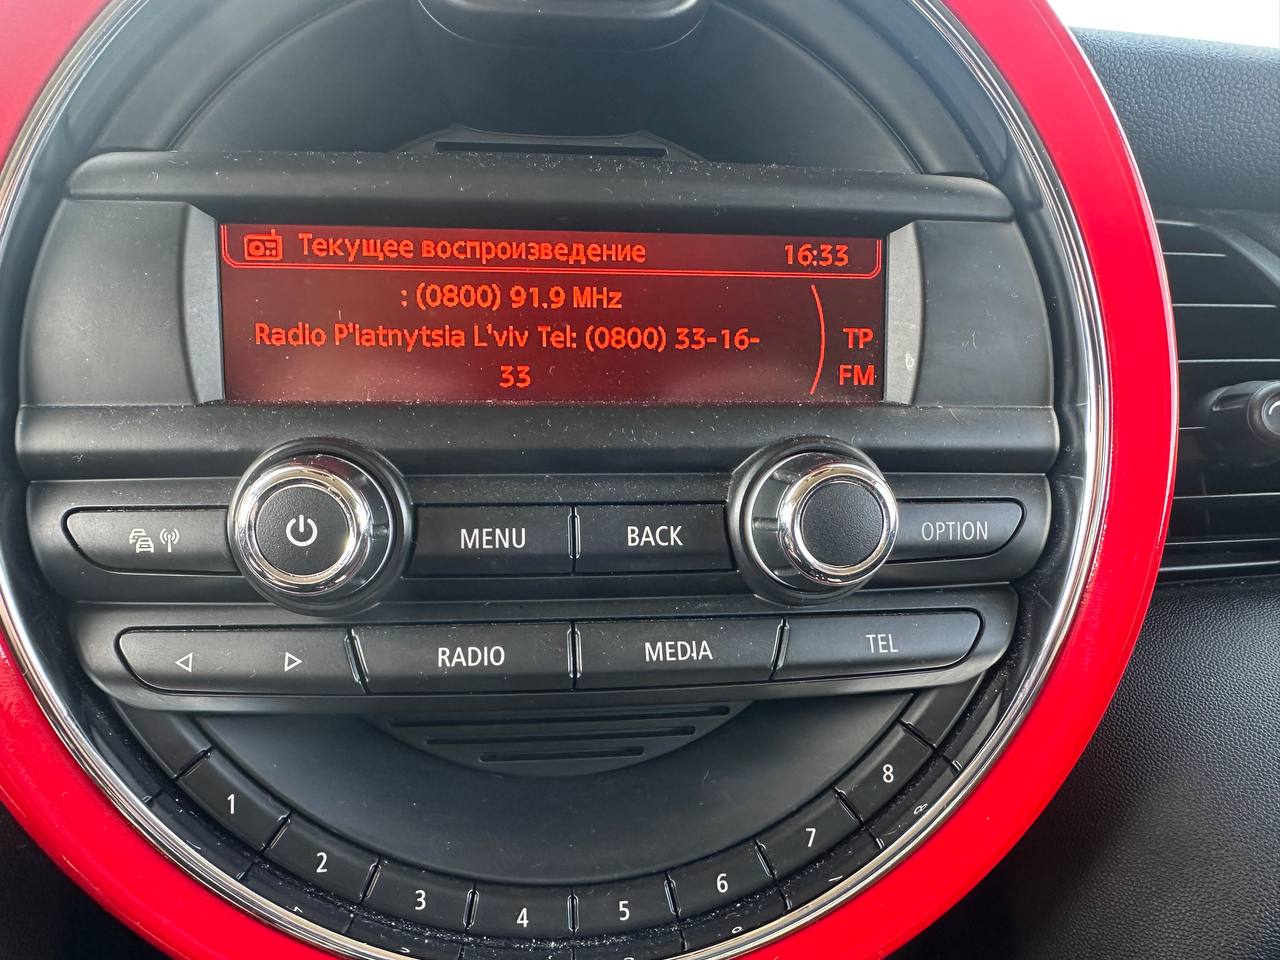 Текущее воспроизведение 16:33
: (0800) 91.9 MHz
Radio P'iatnytsia L'viv Tel: (0800) 33-16-
33
TP
FM
MENU
BACK
OPTION
RADIO
MEDIA
TEL
1
2
3
4
5
6
7
8